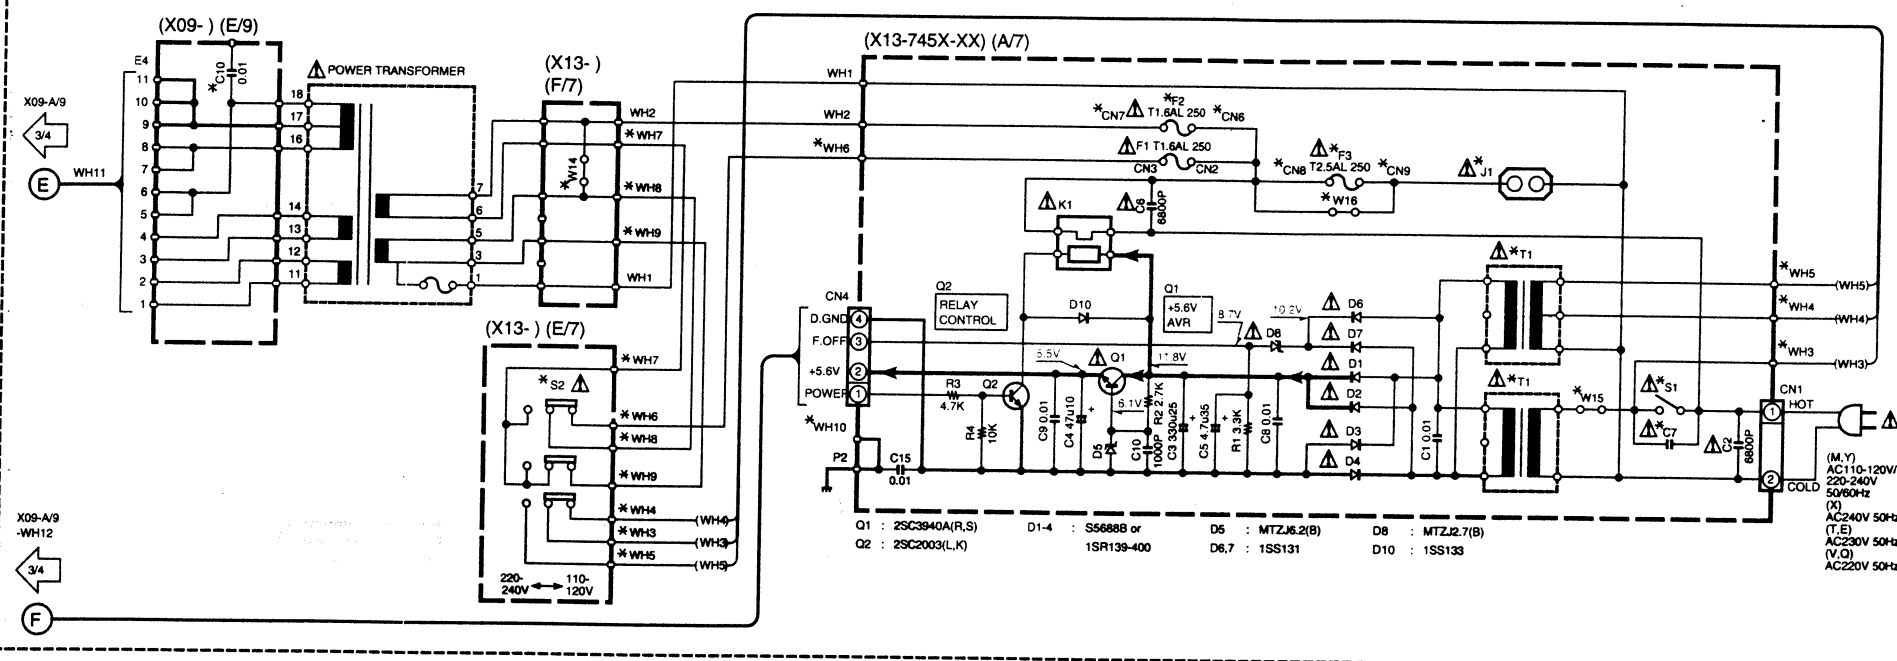 (X09- ) (E/9)
E4
11
10
9
8
7
6
5
4
3
2
1
*C10
0.01
X09-A/9
3/4
E
WH11
POWER TRANSFORMER
18
17
16
14
13
12
11
7
6
5
3
1
(X13- )
(F/7)
*W14
WH2
*WH7
*WH8
*WH9
WH1
(X13- ) (E/7)
*S2
*WH7
*WH6
*WH8
*WH9
*WH4
*WH3
*WH5
(WH4)
(WH3)
(WH5)
220-
240V
110-
120V
X09-A/9
-WH12
3/4
F
(X13-745X-XX) (A/7)
WH1
WH2
*WH6
*CN7
*F2
T1.6AL 250
*CN6
F1 T1.6AL 250
CN3
CN2
*CN8
*F3
T2.5AL 250
*CN9
*W16
*J1
K1
C6
6800P
CN4
D.GND 4
F.OFF 3
+5.6V 2
POWER 1
*WH10
P2
C15
0.01
Q2
RELAY
CONTROL
D10
Q1
+5.6V
AVR
8.7V
10.2V
D8
D6
D7
D1
D2
D3
D4
5.5V
Q1
11.8V
6.1V
R3
4.7K
Q2
R4
10K
C9 0.01
C4 47u10
D5
C10
1000P
R2 2.7K
C3 330u25
C5 4.7u35
R1 3.3K
C8 0.01
C1 0.01
*T1
*T1
*W15
*S1
*C7
C2
6800P
*WH5
(WH5)
*WH4
(WH4)
*WH3
(WH3)
CN1
1 HOT
2 COLD
(M,Y)
AC110-120V/
220-240V
50/60Hz
(X)
AC240V 50Hz
(T,E)
AC230V 50Hz
(V,Q)
AC220V 50Hz
Q1 : 2SC3940A(R,S)
Q2 : 2SC2003(L,K)
D1-4 : S5688B or
1SR139-400
D5 : MTZJ6.2(B)
D6,7 : 1SS131
D8 : MTZJ2.7(B)
D10 : 1SS133